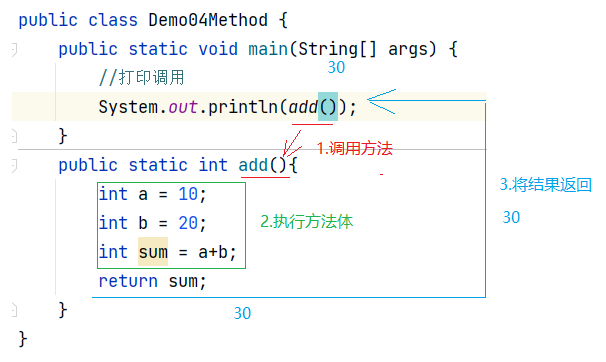 public class Demo04Method {
public static void main(String[] args) {
//打印调用
30
System.out.println(add());
}
1.调用方法
public static int add(){
int a = 10;
3.将结果返回
int b = 20;
2.执行方法体
30
int sum = a+b;
return sum;
}
30
}